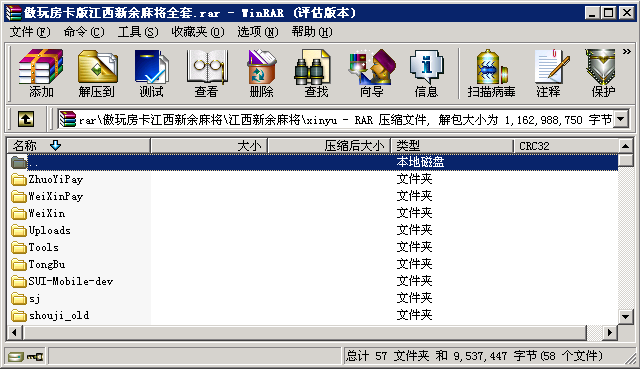 傲玩房卡版江西新余麻将全套.rar - WinRAR (评估版本)
文件(F) 命令(C) 工具(S) 收藏夹(O) 选项(N) 帮助(H)
添加 解压到 测试 查看 删除 查找 向导 信息 扫描病毒 注释 保护 »
rar\傲玩房卡江西新余麻将\江西新余麻将\xinyu - RAR 压缩文件, 解包大小为 1,162,988,750 字节
名称 大小 压缩后大小 类型 CRC32
.. 本地磁盘
ZhuoYiPay 文件夹
WeiXinPay 文件夹
WeiXin 文件夹
Uploads 文件夹
Tools 文件夹
TongBu 文件夹
SUI-Mobile-dev 文件夹
sj 文件夹
shouji_old 文件夹
总计 57 文件夹 和 9,537,447 字节(58 个文件)